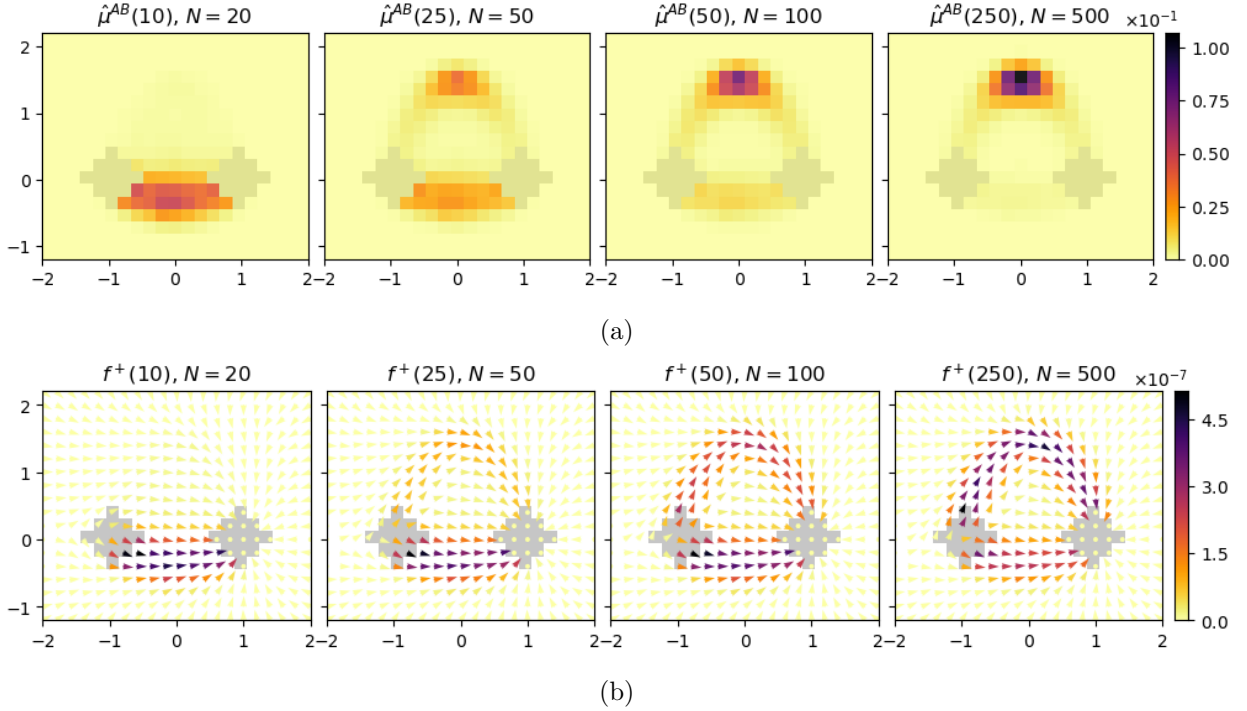 μ̂^{AB}(10), N = 20 μ̂^{AB}(25), N = 50 μ̂^{AB}(50), N = 100 μ̂^{AB}(250), N = 500 ×10⁻¹
2 1.00
1 0.75
0.50
0 0.25
−1 0.00
−2 −1 0 1 2 −2 −1 0 1 2 −2 −1 0 1 2 −2 −1 0 1 2
(a)
f⁺(10), N = 20 f⁺(25), N = 50 f⁺(50), N = 100 f⁺(250), N = 500 ×10⁻⁷
2 4.5
1 3.0
0 1.5
−1 0.0
−2 −1 0 1 2 −2 −1 0 1 2 −2 −1 0 1 2 −2 −1 0 1 2
(b)